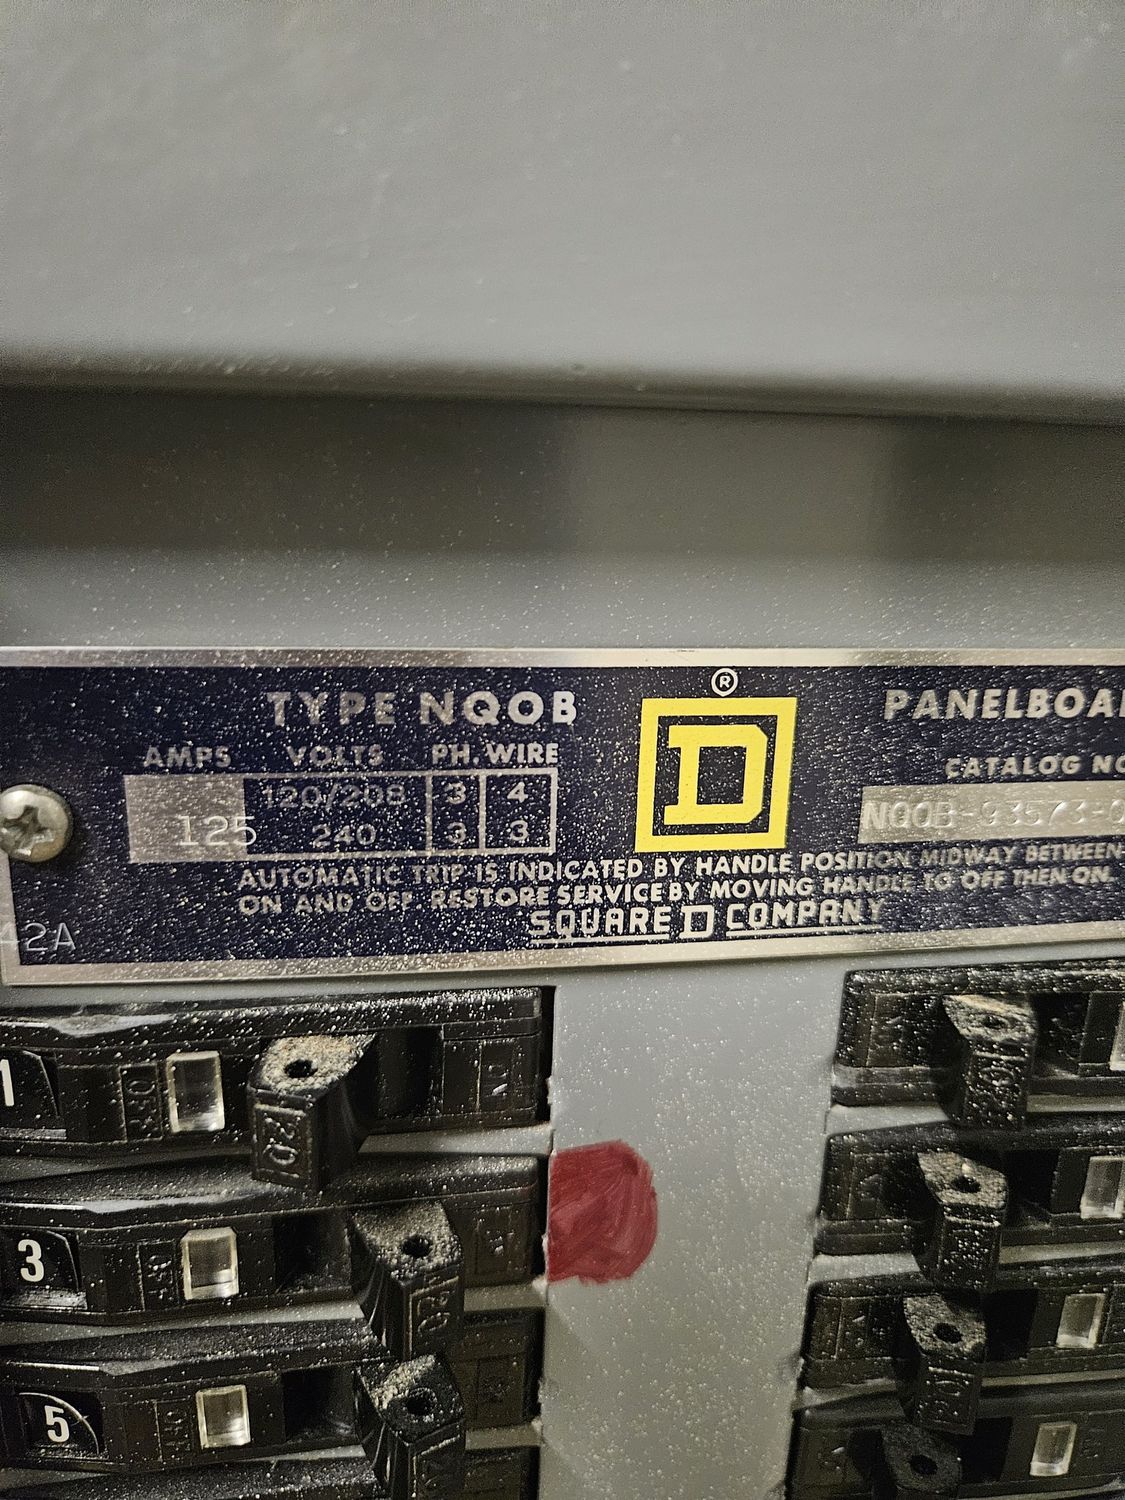 ®
TYPE NQOB
PANELBOA
AMPS VOLTS PH. WIRE
120/208 3 4
125 240 3 3
CATALOG NO
D
AUTOMATIC TRIP IS INDICATED BY HANDLE POSITION MIDWAY BETWEEN
ON AND OFF. RESTORE SERVICE BY MOVING HANDLE TO OFF THEN ON.
SQUARE D COMPANY
42A
1
3
5